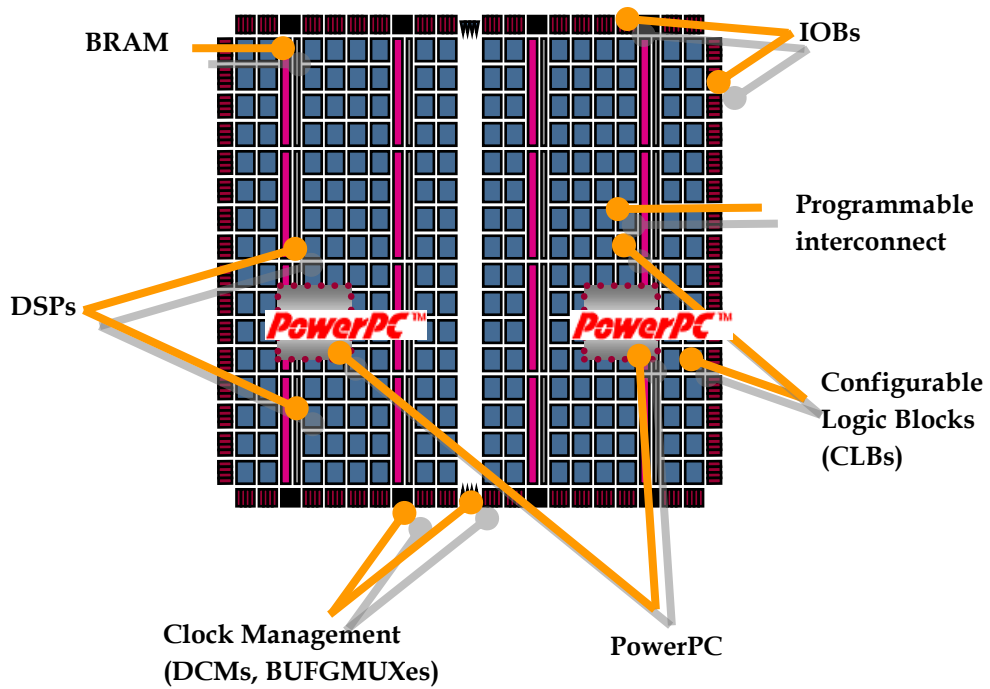 BRAM
IOBs
Programmable
interconnect
DSPs
PowerPC™
PowerPC™
Configurable
Logic Blocks
(CLBs)
Clock Management
(DCMs, BUFGMUXes)
PowerPC